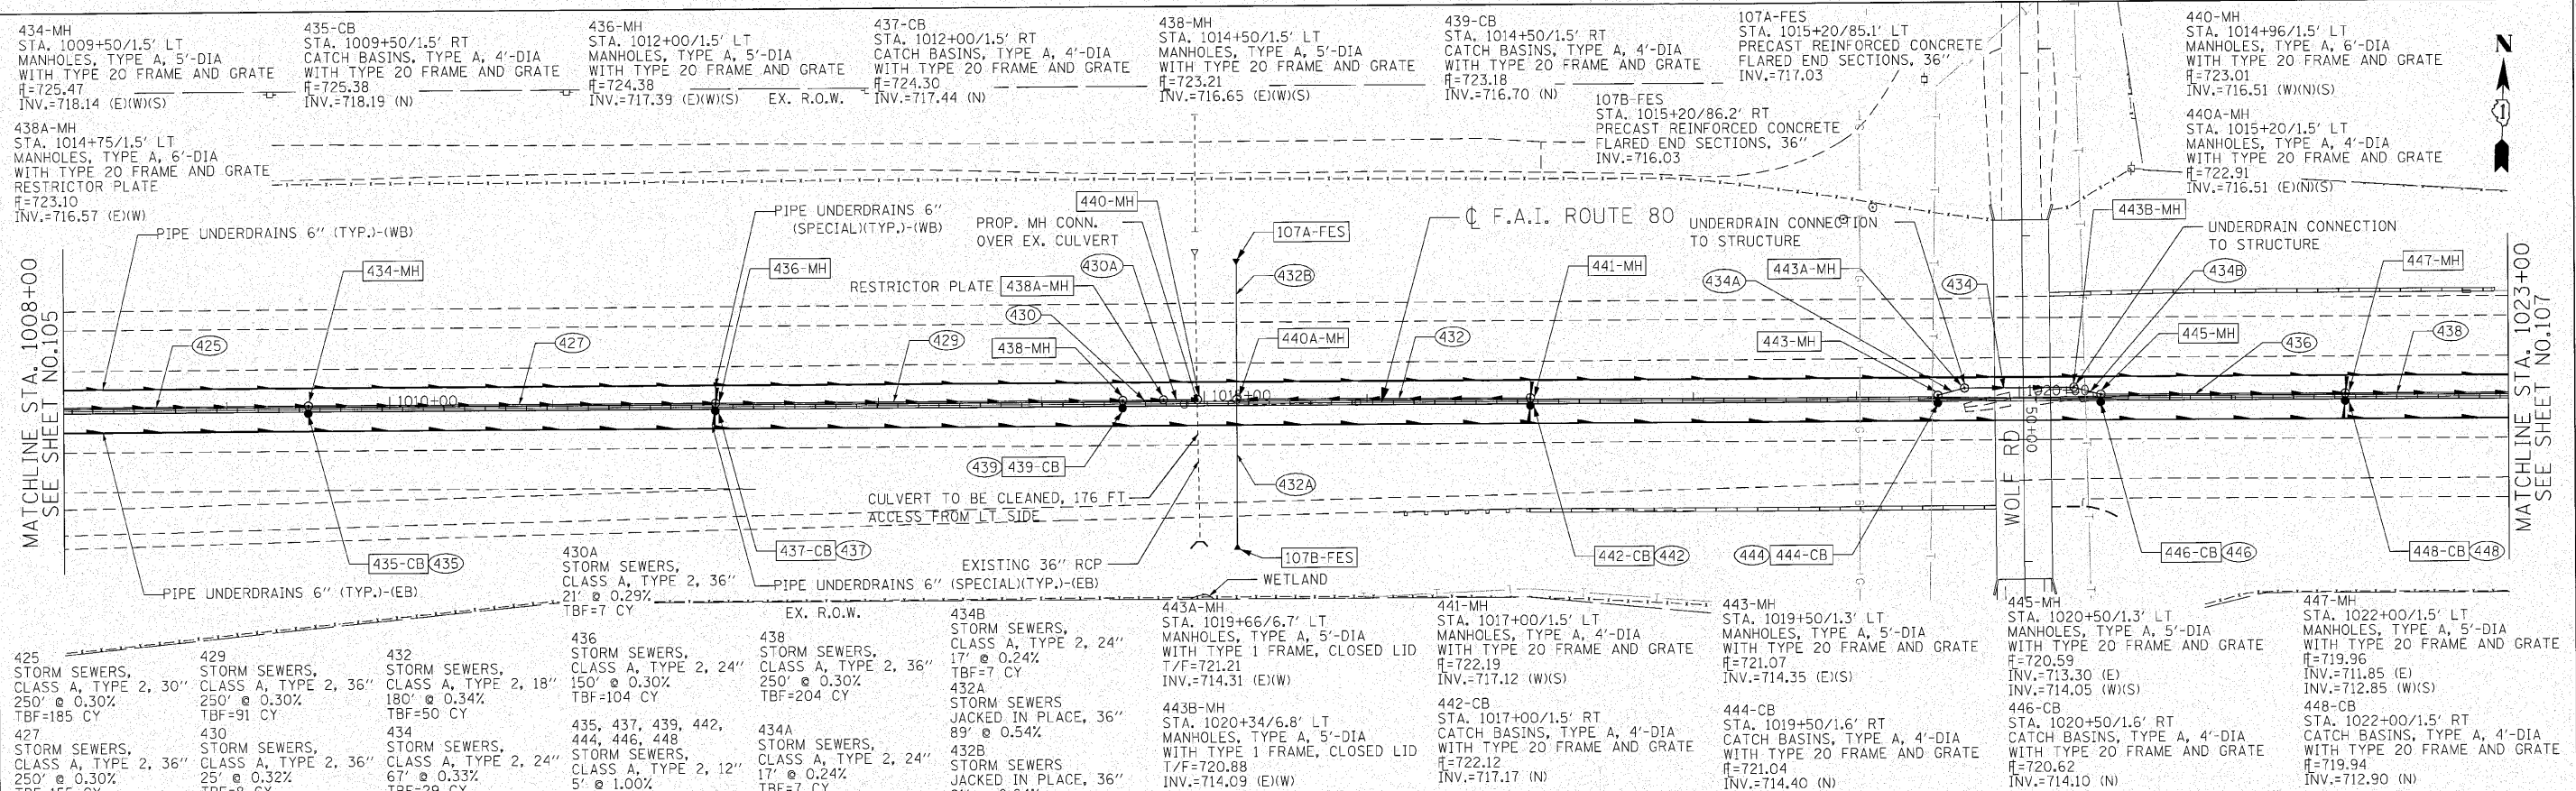 434-MH
STA. 1009+50/1.5' LT
MANHOLES, TYPE A, 5'-DIA
WITH TYPE 20 FRAME AND GRATE
FL=725.47
INV.=718.14 (E)(W)(S)
435-CB
STA. 1009+50/1.5' RT
CATCH BASINS, TYPE A, 4'-DIA
WITH TYPE 20 FRAME AND GRATE
FL=725.38
INV.=718.19 (N)
436-MH
STA. 1012+00/1.5' LT
MANHOLES, TYPE A, 5'-DIA
WITH TYPE 20 FRAME AND GRATE
FL=724.38
INV.=717.39 (E)(W)(S)
EX. R.O.W.
437-CB
STA. 1012+00/1.5' RT
CATCH BASINS, TYPE A, 4'-DIA
WITH TYPE 20 FRAME AND GRATE
FL=724.30
INV.=717.44 (N)
438-MH
STA. 1014+50/1.5' LT
MANHOLES, TYPE A, 5'-DIA
WITH TYPE 20 FRAME AND GRATE
FL=723.21
INV.=716.65 (E)(W)(S)
439-CB
STA. 1014+50/1.5' RT
CATCH BASINS, TYPE A, 4'-DIA
WITH TYPE 20 FRAME AND GRATE
FL=723.18
INV.=716.70 (N)
107A-FES
STA. 1015+20/85.1' LT
PRECAST REINFORCED CONCRETE
FLARED END SECTIONS, 36"
INV.=717.03
107B-FES
STA. 1015+20/86.2' RT
PRECAST REINFORCED CONCRETE
FLARED END SECTIONS, 36"
INV.=716.03
440-MH
STA. 1014+96/1.5' LT
MANHOLES, TYPE A, 6'-DIA
WITH TYPE 20 FRAME AND GRATE
FL=723.01
INV.=716.51 (W)(N)(S)
440A-MH
STA. 1015+20/1.5' LT
MANHOLES, TYPE A, 4'-DIA
WITH TYPE 20 FRAME AND GRATE
FL=722.91
INV.=716.51 (E)(N)(S)
N
1
438A-MH
STA. 1014+75/1.5' LT
MANHOLES, TYPE A, 6'-DIA
WITH TYPE 20 FRAME AND GRATE
RESTRICTOR PLATE
FL=723.10
INV.=716.57 (E)(W)
MATCHLINE STA. 1008+00
SEE SHEET NO.105
PIPE UNDERDRAINS 6" (TYP.)-(WB)
434-MH
425
427
PIPE UNDERDRAINS 6"
(SPECIAL)(TYP.)-(WB)
436-MH
440-MH
PROP. MH CONN.
OVER EX. CULVERT
430A
RESTRICTOR PLATE
438A-MH
430
438-MH
429
107A-FES
432B
440A-MH
℄ F.A.I. ROUTE 80
432
441-MH
UNDERDRAIN CONNECTION
TO STRUCTURE
434A
443A-MH
434
443-MH
443B-MH
UNDERDRAIN CONNECTION
TO STRUCTURE
434B
447-MH
445-MH
436
438
MATCHLINE STA. 1023+00
SEE SHEET NO.107
1010+00
1015+00
1020+00
50+00
WOLF RD
439
439-CB
CULVERT TO BE CLEANED, 176 FT
ACCESS FROM LT SIDE
432A
435-CB
435
437-CB
437
EXISTING 36" RCP
107B-FES
442-CB
442
444
444-CB
446-CB
446
448-CB
448
PIPE UNDERDRAINS 6" (TYP.)-(EB)
PIPE UNDERDRAINS 6" (SPECIAL)(TYP.)-(EB)
WETLAND
EX. R.O.W.
430A
STORM SEWERS,
CLASS A, TYPE 2, 36"
21' @ 0.29%
TBF=7 CY
425
STORM SEWERS,
CLASS A, TYPE 2, 30"
250' @ 0.30%
TBF=185 CY
427
STORM SEWERS,
CLASS A, TYPE 2, 36"
250' @ 0.30%
429
STORM SEWERS,
CLASS A, TYPE 2, 36"
250' @ 0.30%
TBF=91 CY
430
STORM SEWERS,
CLASS A, TYPE 2, 36"
25' @ 0.32%
432
STORM SEWERS,
CLASS A, TYPE 2, 18"
180' @ 0.34%
TBF=50 CY
434
STORM SEWERS,
CLASS A, TYPE 2, 24"
67' @ 0.33%
436
STORM SEWERS,
CLASS A, TYPE 2, 24"
150' @ 0.30%
TBF=104 CY
435, 437, 439, 442,
444, 446, 448
STORM SEWERS,
CLASS A, TYPE 2, 12"
5' @ 1.00%
438
STORM SEWERS,
CLASS A, TYPE 2, 36"
250' @ 0.30%
TBF=204 CY
434A
STORM SEWERS,
CLASS A, TYPE 2, 24"
17' @ 0.24%
TBF=7 CY
434B
STORM SEWERS,
CLASS A, TYPE 2, 24"
17' @ 0.24%
TBF=7 CY
432A
STORM SEWERS
JACKED IN PLACE, 36"
89' @ 0.54%
432B
STORM SEWERS
JACKED IN PLACE, 36"
443A-MH
STA. 1019+66/6.7' LT
MANHOLES, TYPE A, 5'-DIA
WITH TYPE 1 FRAME, CLOSED LID
T/F=721.21
INV.=714.31 (E)(W)
443B-MH
STA. 1020+34/6.8' LT
MANHOLES, TYPE A, 5'-DIA
WITH TYPE 1 FRAME, CLOSED LID
T/F=720.88
INV.=714.09 (E)(W)
441-MH
STA. 1017+00/1.5' LT
MANHOLES, TYPE A, 4'-DIA
WITH TYPE 20 FRAME AND GRATE
FL=722.19
INV.=717.12 (W)(S)
442-CB
STA. 1017+00/1.5' RT
CATCH BASINS, TYPE A, 4'-DIA
WITH TYPE 20 FRAME AND GRATE
FL=722.12
INV.=717.17 (N)
443-MH
STA. 1019+50/1.3' LT
MANHOLES, TYPE A, 5'-DIA
WITH TYPE 20 FRAME AND GRATE
FL=721.07
INV.=714.35 (E)(S)
444-CB
STA. 1019+50/1.6' RT
CATCH BASINS, TYPE A, 4'-DIA
WITH TYPE 20 FRAME AND GRATE
FL=721.04
INV.=714.40 (N)
445-MH
STA. 1020+50/1.3' LT
MANHOLES, TYPE A, 5'-DIA
WITH TYPE 20 FRAME AND GRATE
FL=720.59
INV.=713.30 (E)
INV.=714.05 (W)(S)
446-CB
STA. 1020+50/1.6' RT
CATCH BASINS, TYPE A, 4'-DIA
WITH TYPE 20 FRAME AND GRATE
FL=720.62
INV.=714.10 (N)
447-MH
STA. 1022+00/1.5' LT
MANHOLES, TYPE A, 5'-DIA
WITH TYPE 20 FRAME AND GRATE
FL=719.96
INV.=711.85 (E)
INV.=712.85 (W)(S)
448-CB
STA. 1022+00/1.5' RT
CATCH BASINS, TYPE A, 4'-DIA
WITH TYPE 20 FRAME AND GRATE
FL=719.94
INV.=712.90 (N)